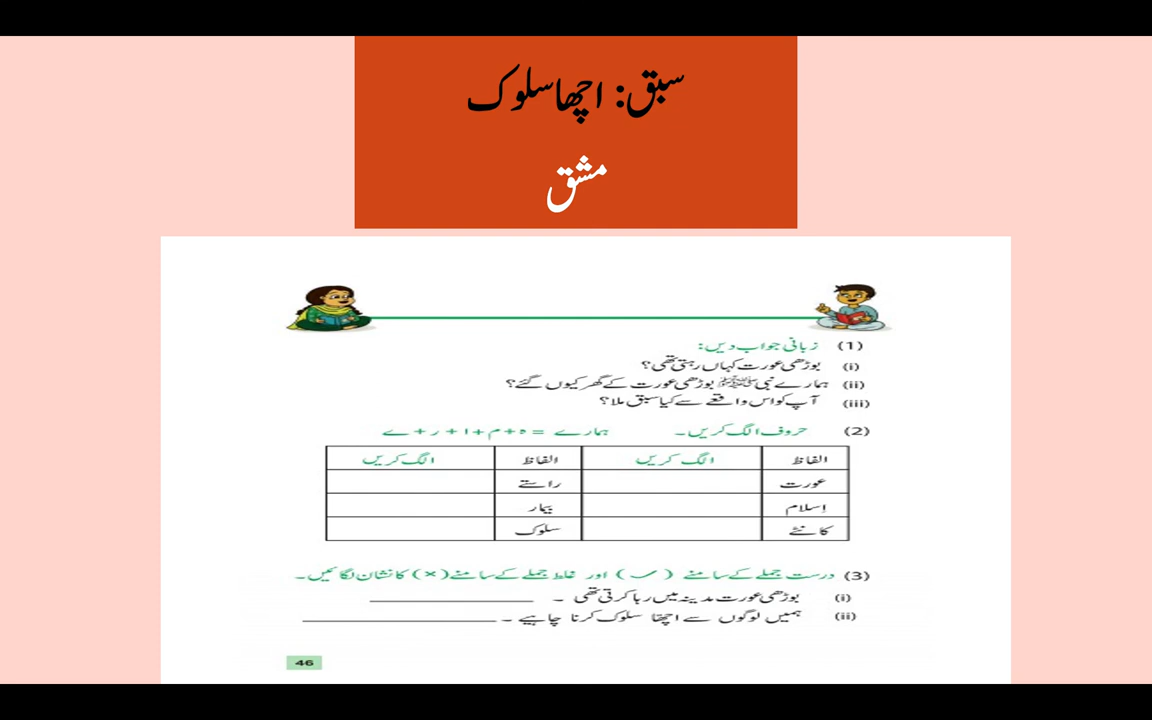 سبق: اچھا سلوک
مشق
(1) زبانی جواب دیں:
(i) بوڑھی عورت کہاں رہتی تھی؟
(ii) ہمارے نبی ﷺ بوڑھی عورت کے گھر کیوں گئے؟
(iii) آپ کو اس واقعے سے کیا سبق ملا؟
(2) حروف الگ کریں۔ ہمارے = ہ + م + ا + ر + ے
الفاظ الگ کریں الفاظ الگ کریں
عورت راستے
اِسلام بیمار
کانٹے سلوک
(3) درست جملے کے سامنے (✓) اور غلط جملے کے سامنے (×) کا نشان لگائیں۔
(i) بوڑھی عورت مدینہ میں رہا کرتی تھی ۔ __________
(ii) ہمیں لوگوں سے اچھّا سلوک کرنا چاہیے ۔ __________
46